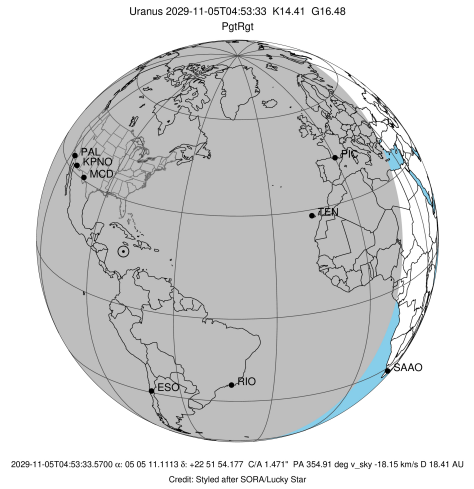 Uranus 2029-11-05T04:53:33 K14.41 G16.48
PgtRgt
PAL
KPNO
MCD
PIC
TEN
SAAO
RIO
ESO
2029-11-05T04:53:33.5700 α: 05 05 11.1113 δ: +22 51 54.177 C/A 1.471" PA 354.91 deg v_sky -18.15 km/s D 18.41 AU
Credit: Styled after SORA/Lucky Star